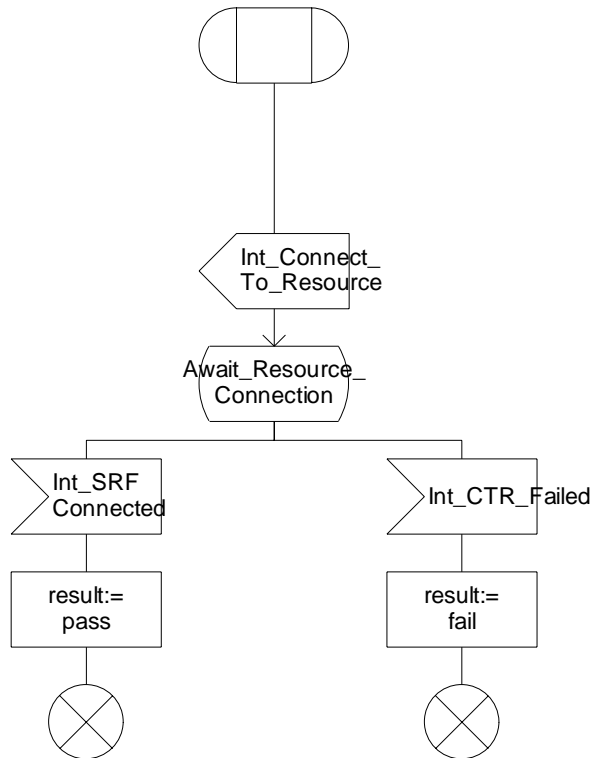 Int_Connect_
To_Resource
Await_Resource_
Connection
Int_SRF
Connected
Int_CTR_Failed
result:=
pass
result:=
fail